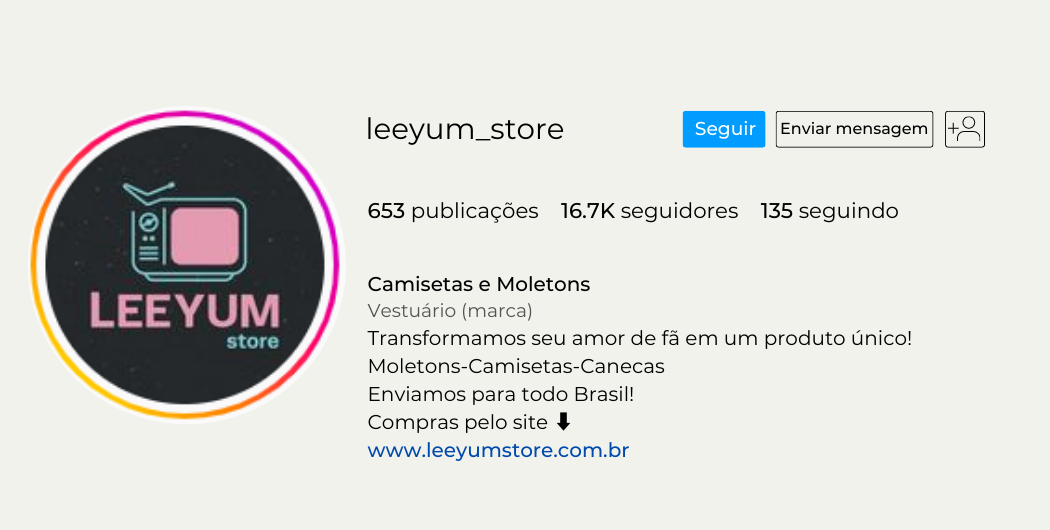 leeyum_store
Seguir
Enviar mensagem
653 publicações 16.7K seguidores 135 seguindo
LEEYUM
store
Camisetas e Moletons
Vestuário (marca)
Transformamos seu amor de fã em um produto único!
Moletons-Camisetas-Canecas
Enviamos para todo Brasil!
Compras pelo site ⬇
www.leeyumstore.com.br